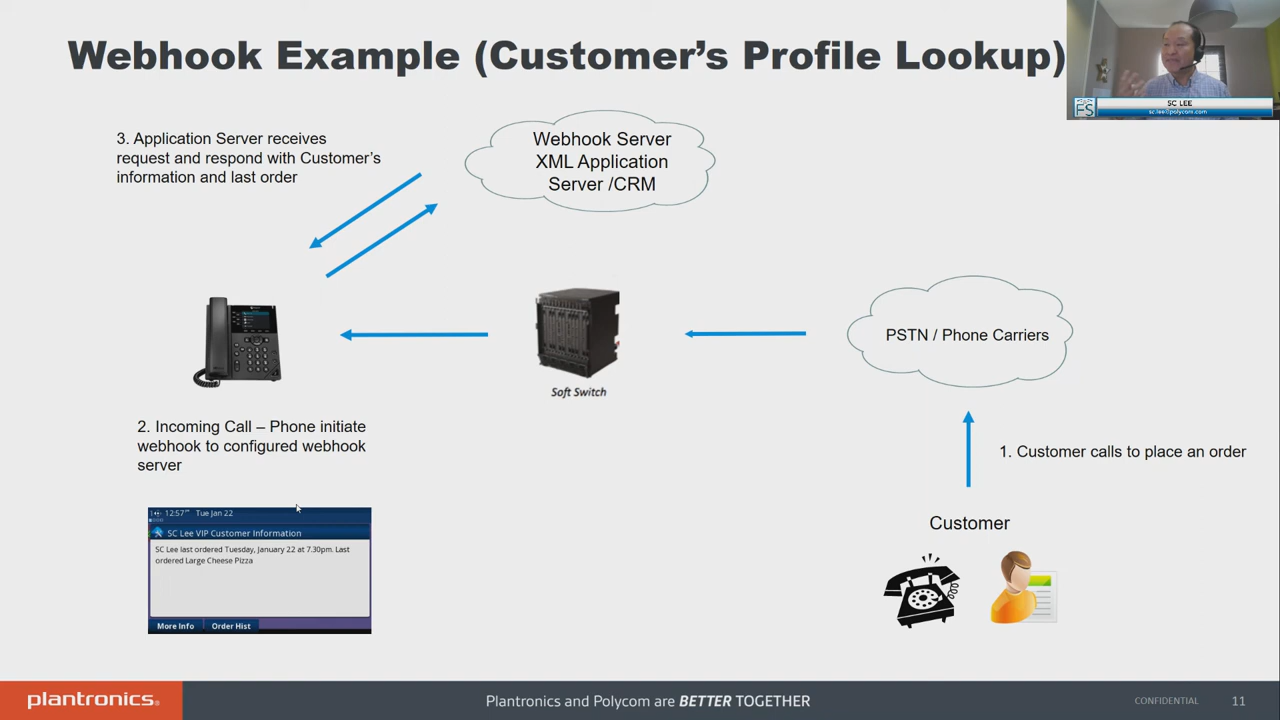 Webhook Example (Customer's Profile Lookup)
SC LEE
sc.lee@polycom.com
3. Application Server receives
request and respond with Customer's
information and last order
Webhook Server
XML Application
Server /CRM
PSTN / Phone Carriers
Soft Switch
2. Incoming Call – Phone initiate
webhook to configured webhook
server
1. Customer calls to place an order
Customer
12:57 Tue Jan 22
SC Lee VIP Customer Information
SC Lee last ordered Tuesday, January 22 at 7.30pm. Last
ordered Large Cheese Pizza
More Info Order Hist
plantronics.
Plantronics and Polycom are BETTER TOGETHER
CONFIDENTIAL
11